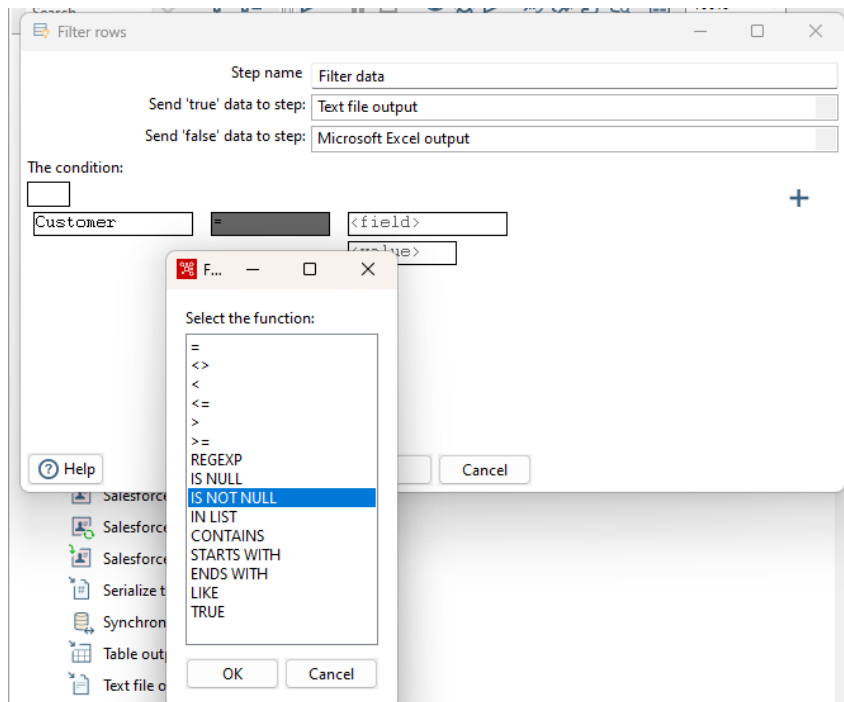 Search
Filter rows
Step name Filter data
Send 'true' data to step: Text file output
Send 'false' data to step: Microsoft Excel output
The condition:
Customer = <field>
<value>
F...
Select the function:
=
<>
<
<=
>
>=
REGEXP
IS NULL
IS NOT NULL
IN LIST
CONTAINS
STARTS WITH
ENDS WITH
LIKE
TRUE
OK Cancel
Help Cancel
Salesforce
Salesforce
Salesforce
Serialize t
Synchron
Table out
Text file o